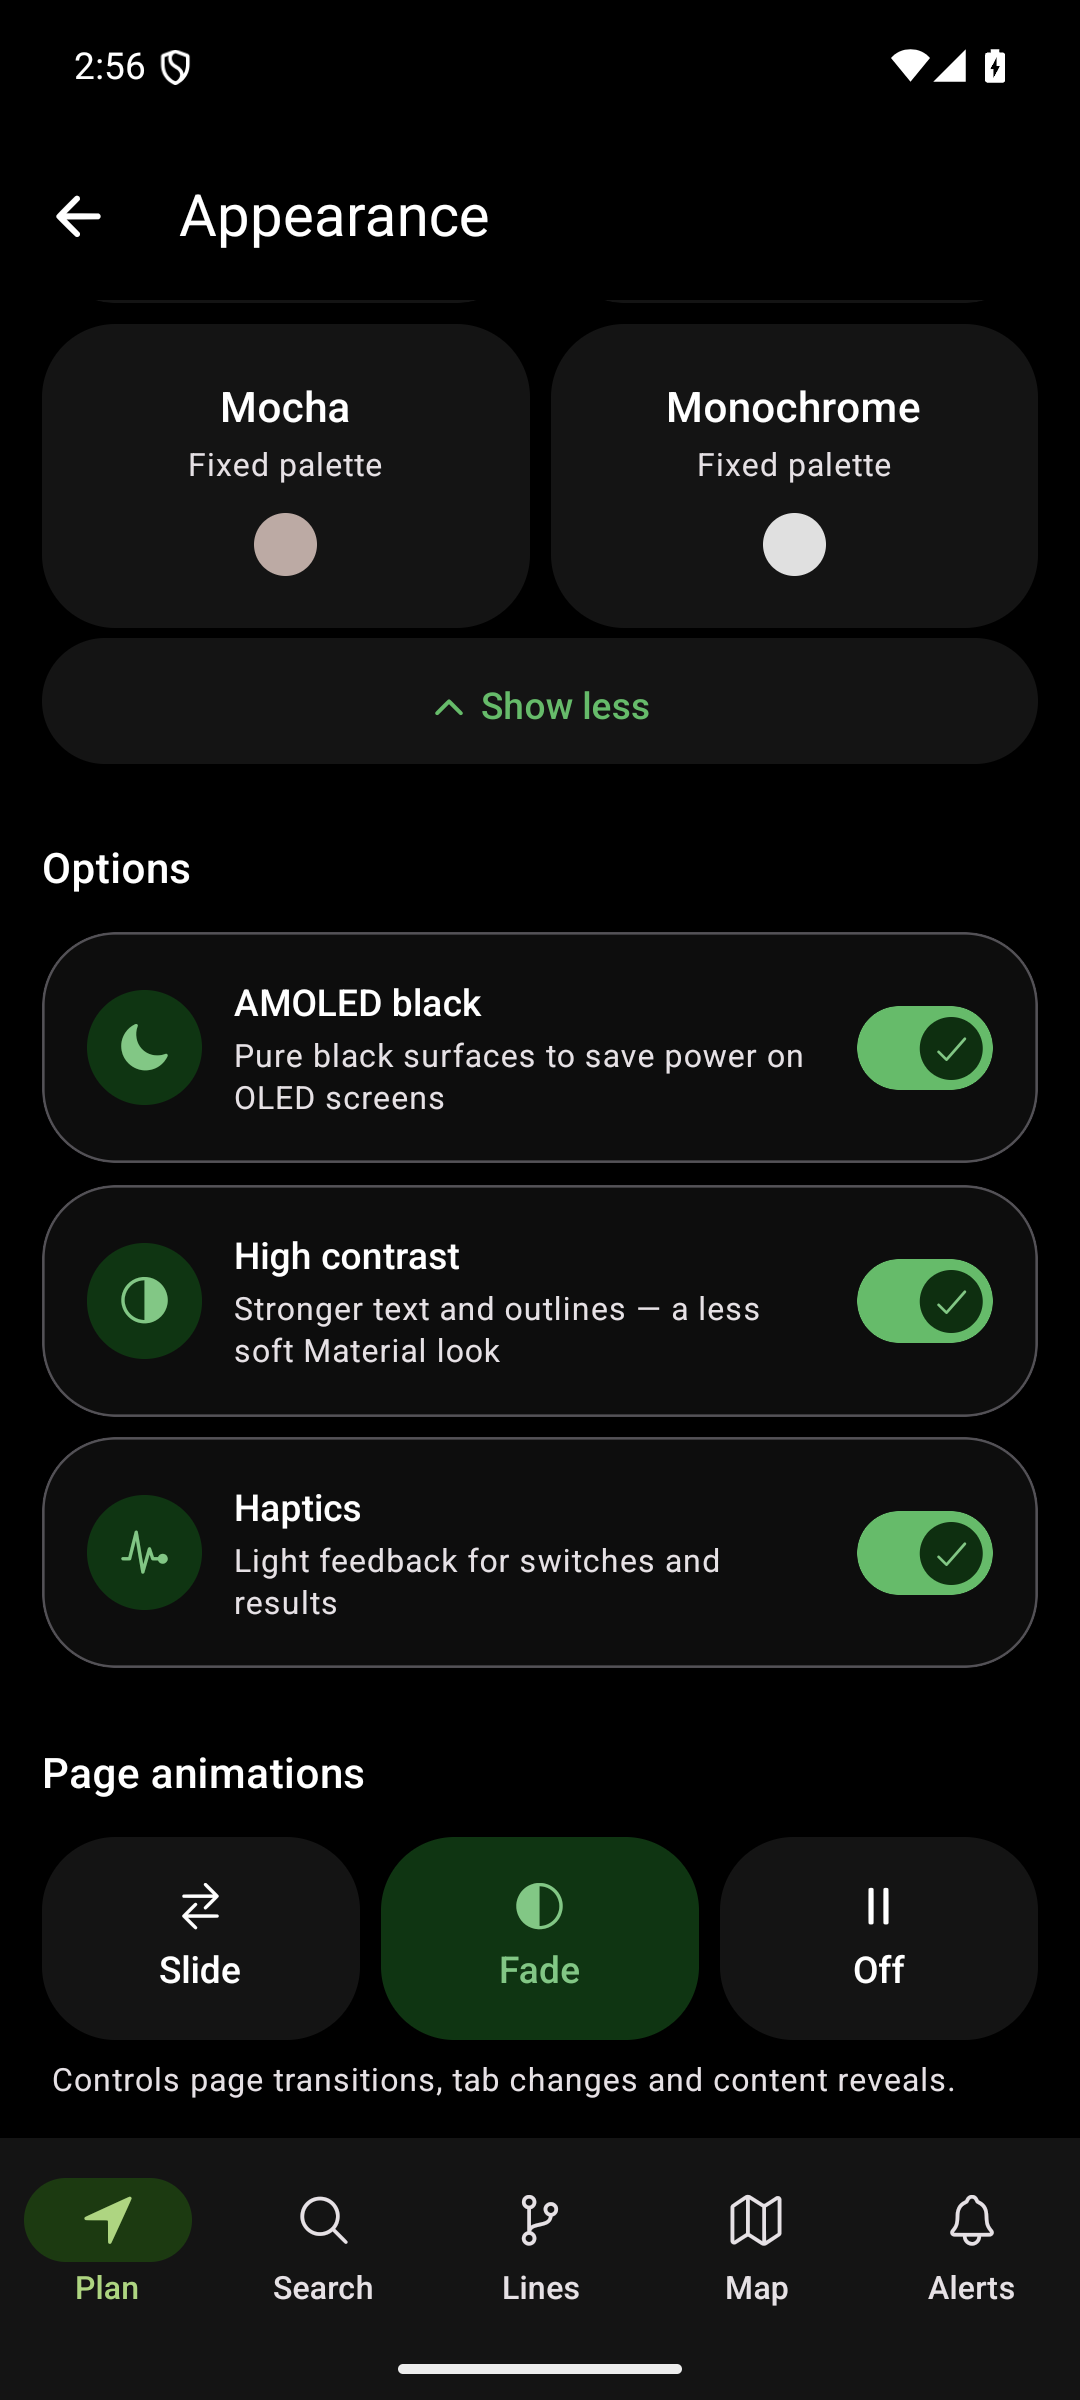 2:56
Appearance
Mocha
Fixed palette
Monochrome
Fixed palette
Show less
Options
AMOLED black
Pure black surfaces to save power on
OLED screens
High contrast
Stronger text and outlines — a less
soft Material look
Haptics
Light feedback for switches and
results
Page animations
Slide
Fade
Off
Controls page transitions, tab changes and content reveals.
Plan
Search
Lines
Map
Alerts